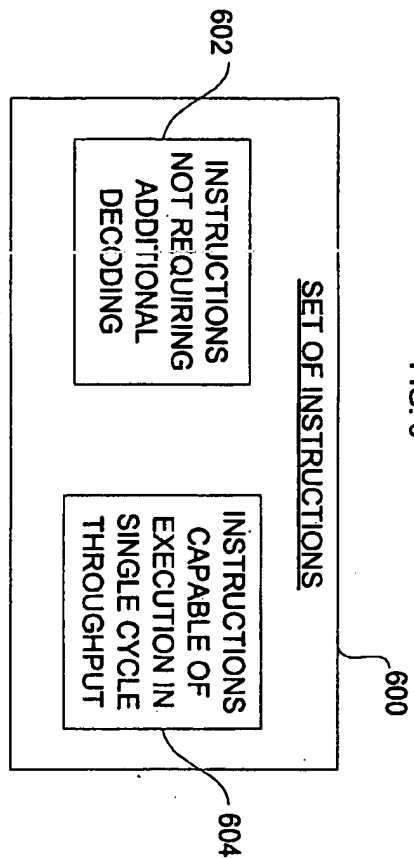 600
SET OF INSTRUCTIONS
602
INSTRUCTIONS
NOT REQUIRING
ADDITIONAL
DECODING
INSTRUCTIONS
CAPABLE OF
EXECUTION IN
SINGLE CYCLE
THROUGHPUT
604